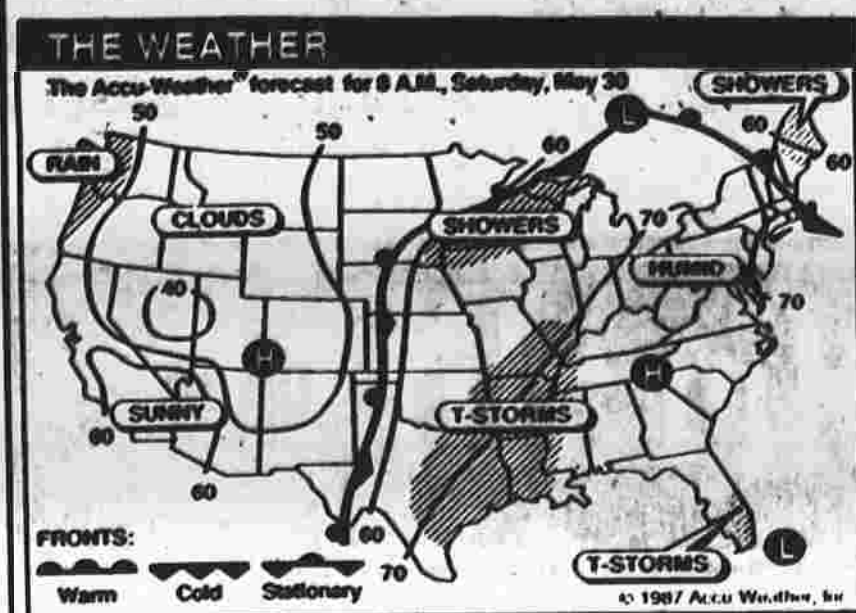 THE WEATHER
The Accu-Weather forecast for 8 A.M., Saturday, May 30
SHOWERS
50
50
60
60
60
RAIN
CLOUDS
SHOWERS
70
HUMID
40
70
H
H
L
SUNNY
T-STORMS
60
60
60
70
L
FRONTS:
T-STORMS
Warm
Cold
Stationary
© 1987 Accu Weather, Inc